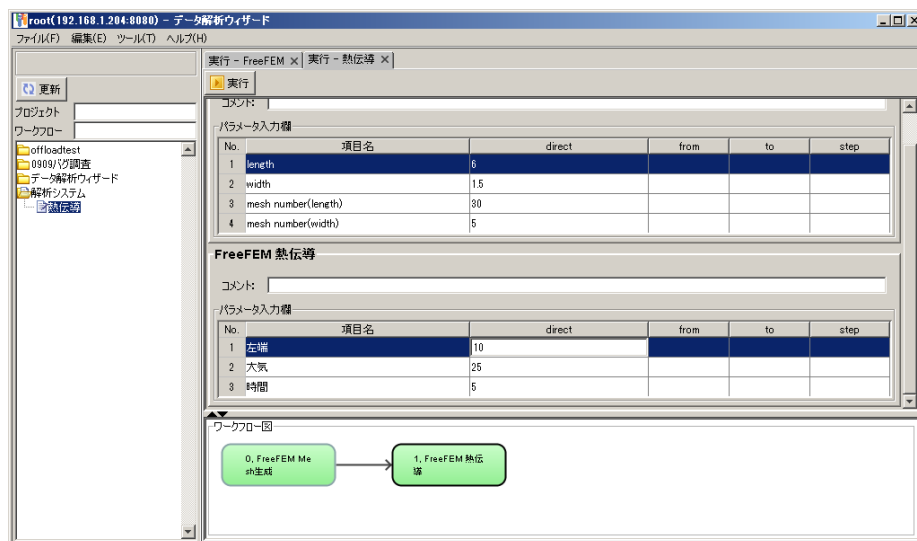 root(192.168.1.204:8080) - データ解析ウィザード
ファイル(F) 編集(E) ツール(T) ヘルプ(H)
更新
プロジェクト
ワークフロー
offloadtest
0909バグ調査
データ解析ウィザード
解析システム
熱伝導
実行 - FreeFEM × 実行 - 熱伝導 ×
実行
コメント:
パラメータ入力欄
No. 項目名 direct from to step
1 length 6
2 width 1.5
3 mesh number(length) 30
4 mesh number(width) 5
FreeFEM 熱伝導
コメント:
パラメータ入力欄
No. 項目名 direct from to step
1 左端 10
2 大気 25
3 時間 5
ワークフロー図
0, FreeFEM Me
sh生成
1, FreeFEM 熱伝
導